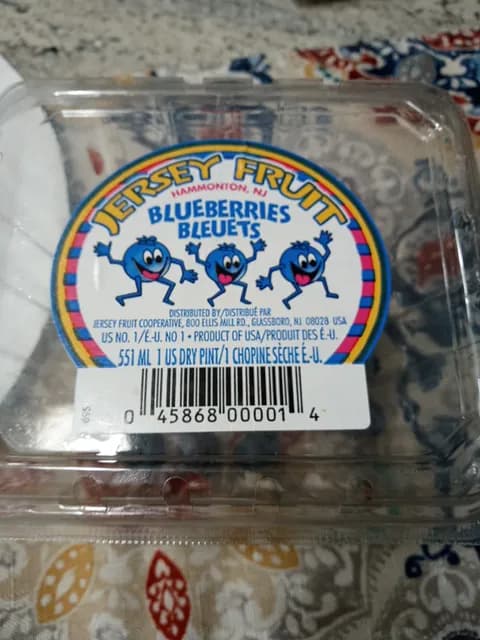 JERSEY FRUIT
HAMMONTON, NJ
BLUEBERRIES
BLEUETS
DISTRIBUTED BY/DISTRIBUÉ PAR
JERSEY FRUIT COOPERATIVE, 800 ELLIS MILL RD., GLASSBORO, NJ 08028 USA
US NO. 1/É.-U. NO 1 • PRODUCT OF USA/PRODUIT DES É.-U.
551 ML 1 US DRY PINT/1 CHOPINE SÈCHE É.-U.
0 45868 00001 4